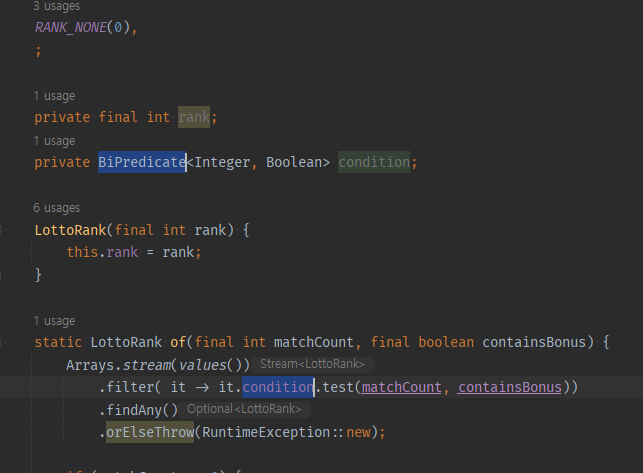 3 usages
RANK_NONE(0),
;
1 usage
private final int rank;
1 usage
private BiPredicate<Integer, Boolean> condition;
6 usages
LottoRank(final int rank) {
this.rank = rank;
}
1 usage
static LottoRank of(final int matchCount, final boolean containsBonus) {
Arrays.stream(values()) Stream<LottoRank>
.filter( it -> it.condition.test(matchCount, containsBonus))
.findAny() Optional<LottoRank>
.orElseThrow(RuntimeException::new);